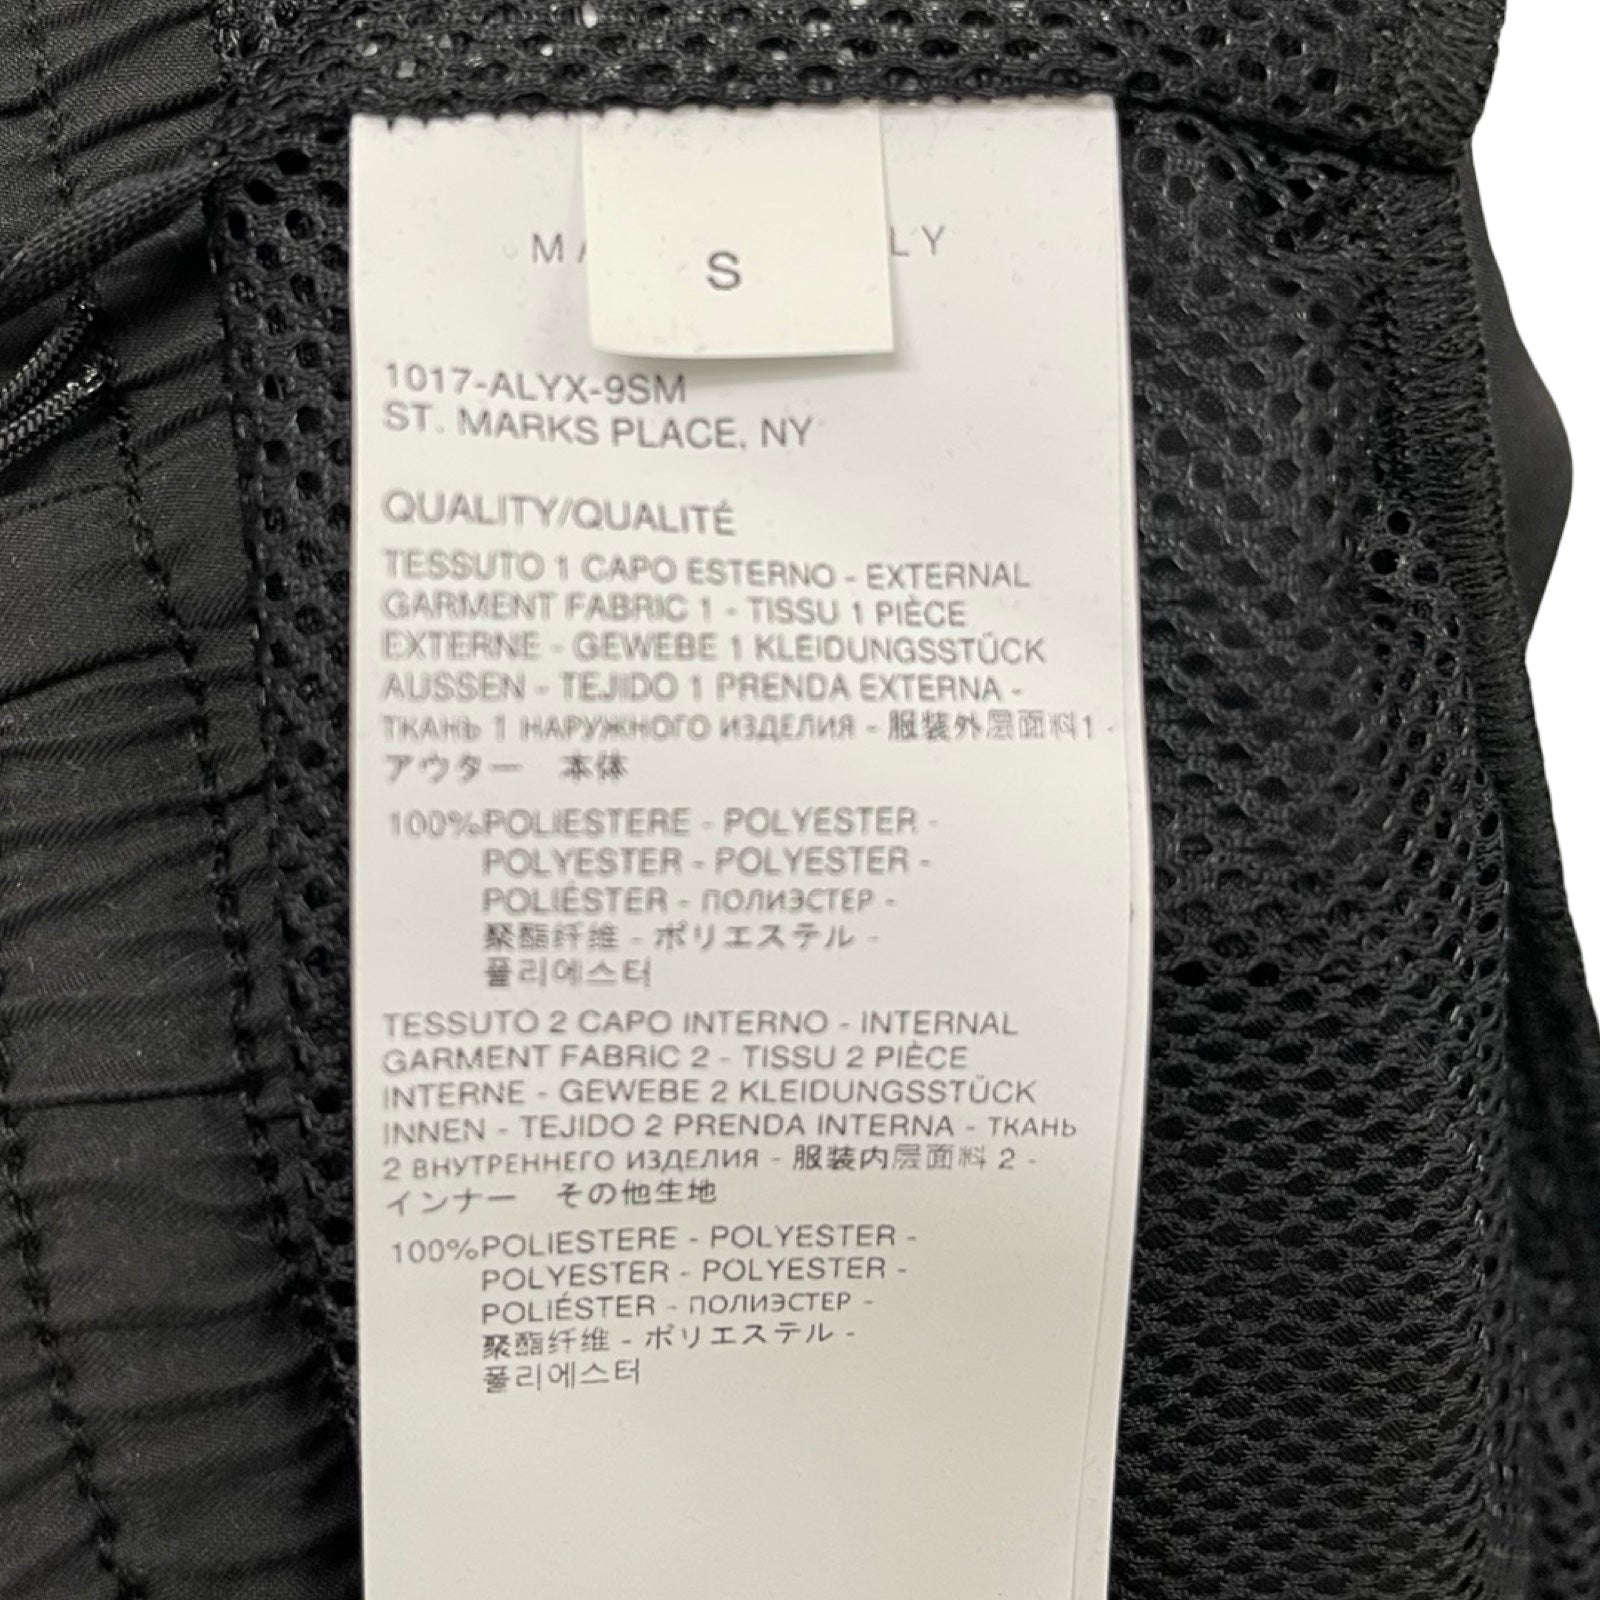 S
1017-ALYX-9SM
ST. MARKS PLACE, NY
QUALITY/QUALITÉ
TESSUTO 1 CAPO ESTERNO - EXTERNAL
GARMENT FABRIC 1 - TISSU 1 PIÈCE
EXTERNE - GEWEBE 1 KLEIDUNGSSTÜCK
AUSSEN - TEJIDO 1 PRENDA EXTERNA -
ТКАНЬ 1 НАРУЖНОГО ИЗДЕЛИЯ - 服装外层面料1 -
アウター 本体
100%POLIESTERE - POLYESTER -
POLYESTER - POLYESTER -
POLIÉSTER - ПОЛИЭСТЕР -
聚酯纤维 - ポリエステル -
폴리에스터
TESSUTO 2 CAPO INTERNO - INTERNAL
GARMENT FABRIC 2 - TISSU 2 PIÈCE
INTERNE - GEWEBE 2 KLEIDUNGSSTÜCK
INNEN - TEJIDO 2 PRENDA INTERNA - ТКАНЬ
2 ВНУТРЕННЕГО ИЗДЕЛИЯ - 服装内层面料 2 -
インナー その他生地
100%POLIESTERE - POLYESTER -
POLYESTER - POLYESTER -
POLIÉSTER - ПОЛИЭСТЕР -
聚酯纤维 - ポリエステル -
폴리에스터